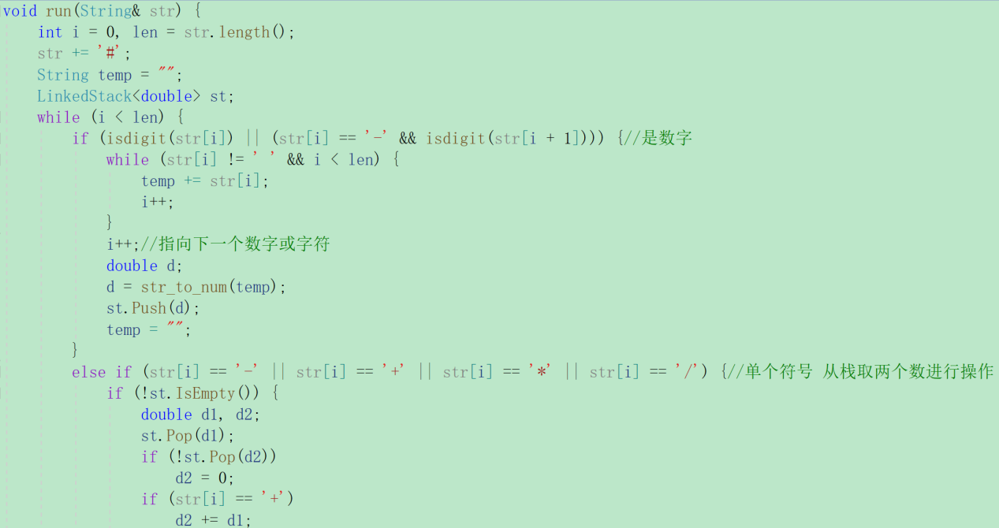 void run(String& str) {
    int i = 0, len = str.length();
    str += '#';
    String temp = "";
    LinkedStack<double> st;
    while (i < len) {
        if (isdigit(str[i]) || (str[i] == '-' && isdigit(str[i + 1]))) {//是数字
            while (str[i] != ' ' && i < len) {
                temp += str[i];
                i++;
            }
            i++;//指向下一个数字或字符
            double d;
            d = str_to_num(temp);
            st.Push(d);
            temp = "";
        }
        else if (str[i] == '-' || str[i] == '+' || str[i] == '*' || str[i] == '/') {//单个符号 从栈取两个数进行操作
            if (!st.IsEmpty()) {
                double d1, d2;
                st.Pop(d1);
                if (!st.Pop(d2))
                    d2 = 0;
                if (str[i] == '+')
                    d2 += d1;